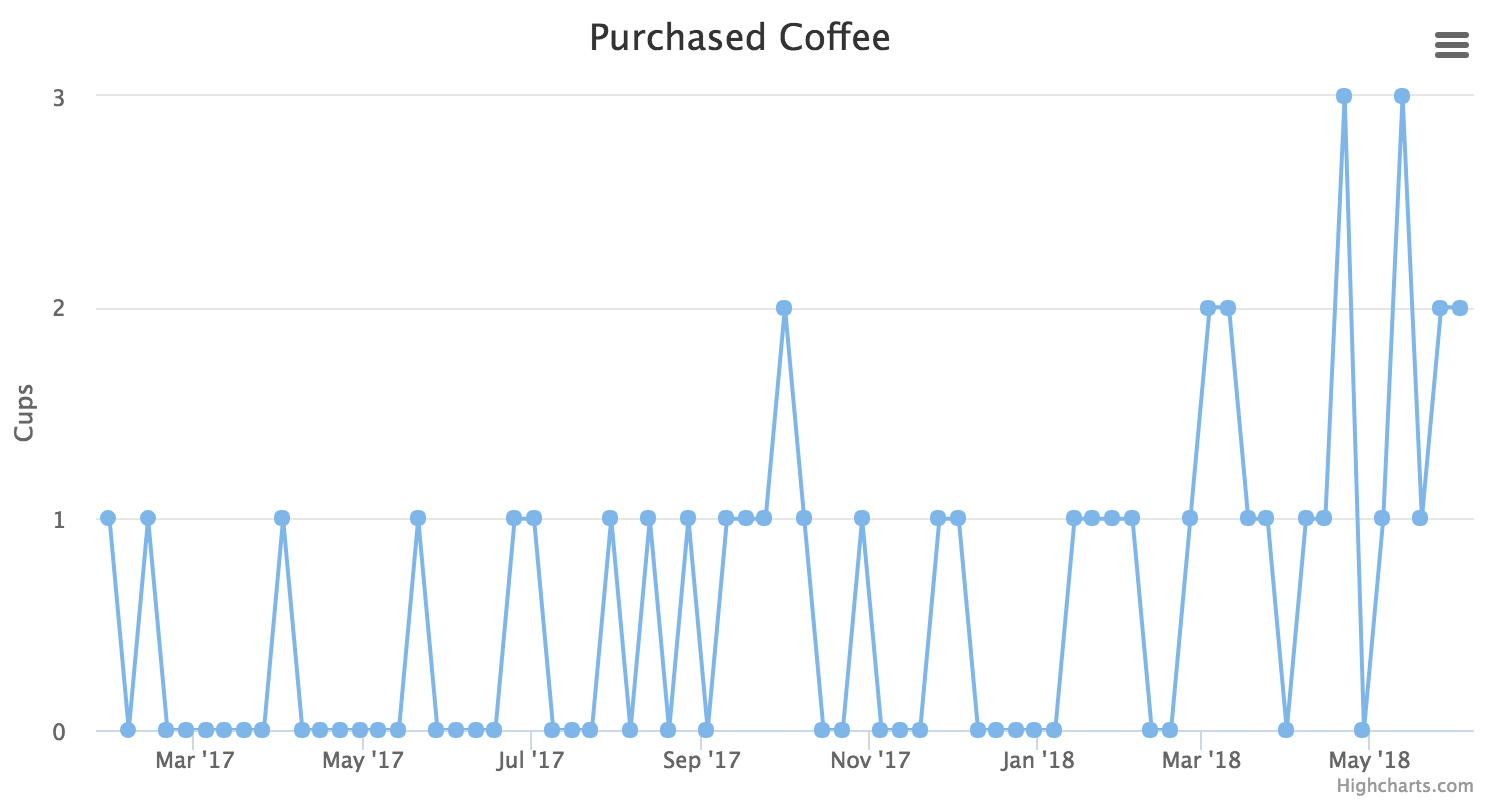 Purchased Coffee
3
2
1
0
Cups
Mar '17 May '17 Jul '17 Sep '17 Nov '17 Jan '18 Mar '18 May '18
Highcharts.com